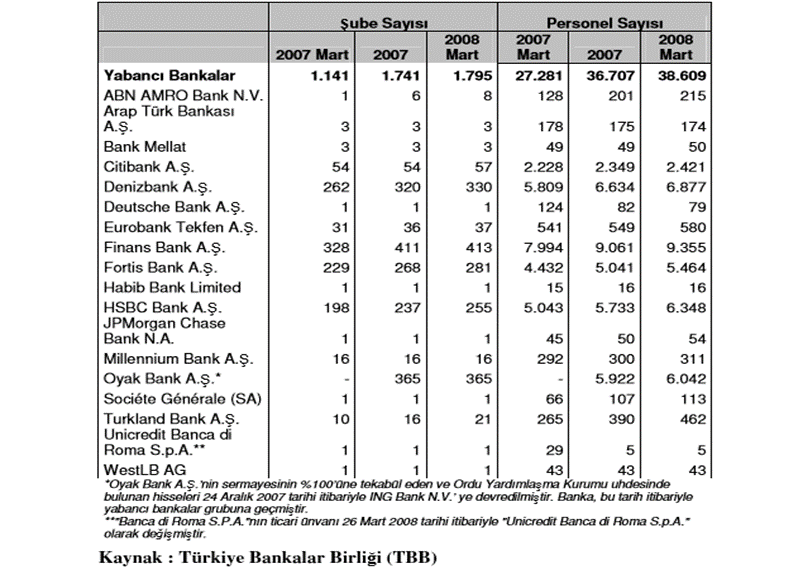 Şube Sayısı Personel Sayısı
2007 Mart 2007 2008 Mart 2007 Mart 2007 2008 Mart
Yabancı Bankalar 1.141 1.741 1.795 27.281 36.707 38.609
ABN AMRO Bank N.V. 1 6 8 128 201 215
Arap Türk Bankası
A.Ş. 3 3 3 178 175 174
Bank Mellat 3 3 3 49 49 50
Citibank A.Ş. 54 54 57 2.228 2.349 2.421
Denizbank A.Ş. 262 320 330 5.809 6.634 6.877
Deutsche Bank A.Ş. 1 1 1 124 82 79
Eurobank Tekfen A.Ş. 31 36 37 541 549 580
Finans Bank A.Ş. 328 411 413 7.994 9.061 9.355
Fortis Bank A.Ş. 229 268 281 4.432 5.041 5.464
Habib Bank Limited 1 1 1 15 16 16
HSBC Bank A.Ş. 198 237 255 5.043 5.733 6.348
JPMorgan Chase
Bank N.A. 1 1 1 45 50 54
Millennium Bank A.Ş. 16 16 16 292 300 311
Oyak Bank A.Ş.* - 365 365 - 5.922 6.042
Sociéte Générale (SA) 1 1 1 66 107 113
Turkland Bank A.Ş. 10 16 21 265 390 462
Unicredit Banca di
Roma S.p.A.** 1 1 1 29 5 5
WestLB AG 1 1 1 43 43 43
*Oyak Bank A.Ş.'nin sermayesinin %100'üne tekabül eden ve Ordu Yardımlaşma Kurumu uhdesinde
bulunan hisseleri 24 Aralık 2007 tarihi itibariyle ING Bank N.V.' ye devredilmiştir. Banka, bu tarih itibariyle
yabancı bankalar grubuna geçmiştir.
**"Banca di Roma S.P.A."nın ticari ünvanı 26 Mart 2008 tarihi itibariyle "Unicredit Banca di Roma S.p.A."
olarak değişmiştir.
Kaynak : Türkiye Bankalar Birliği (TBB)